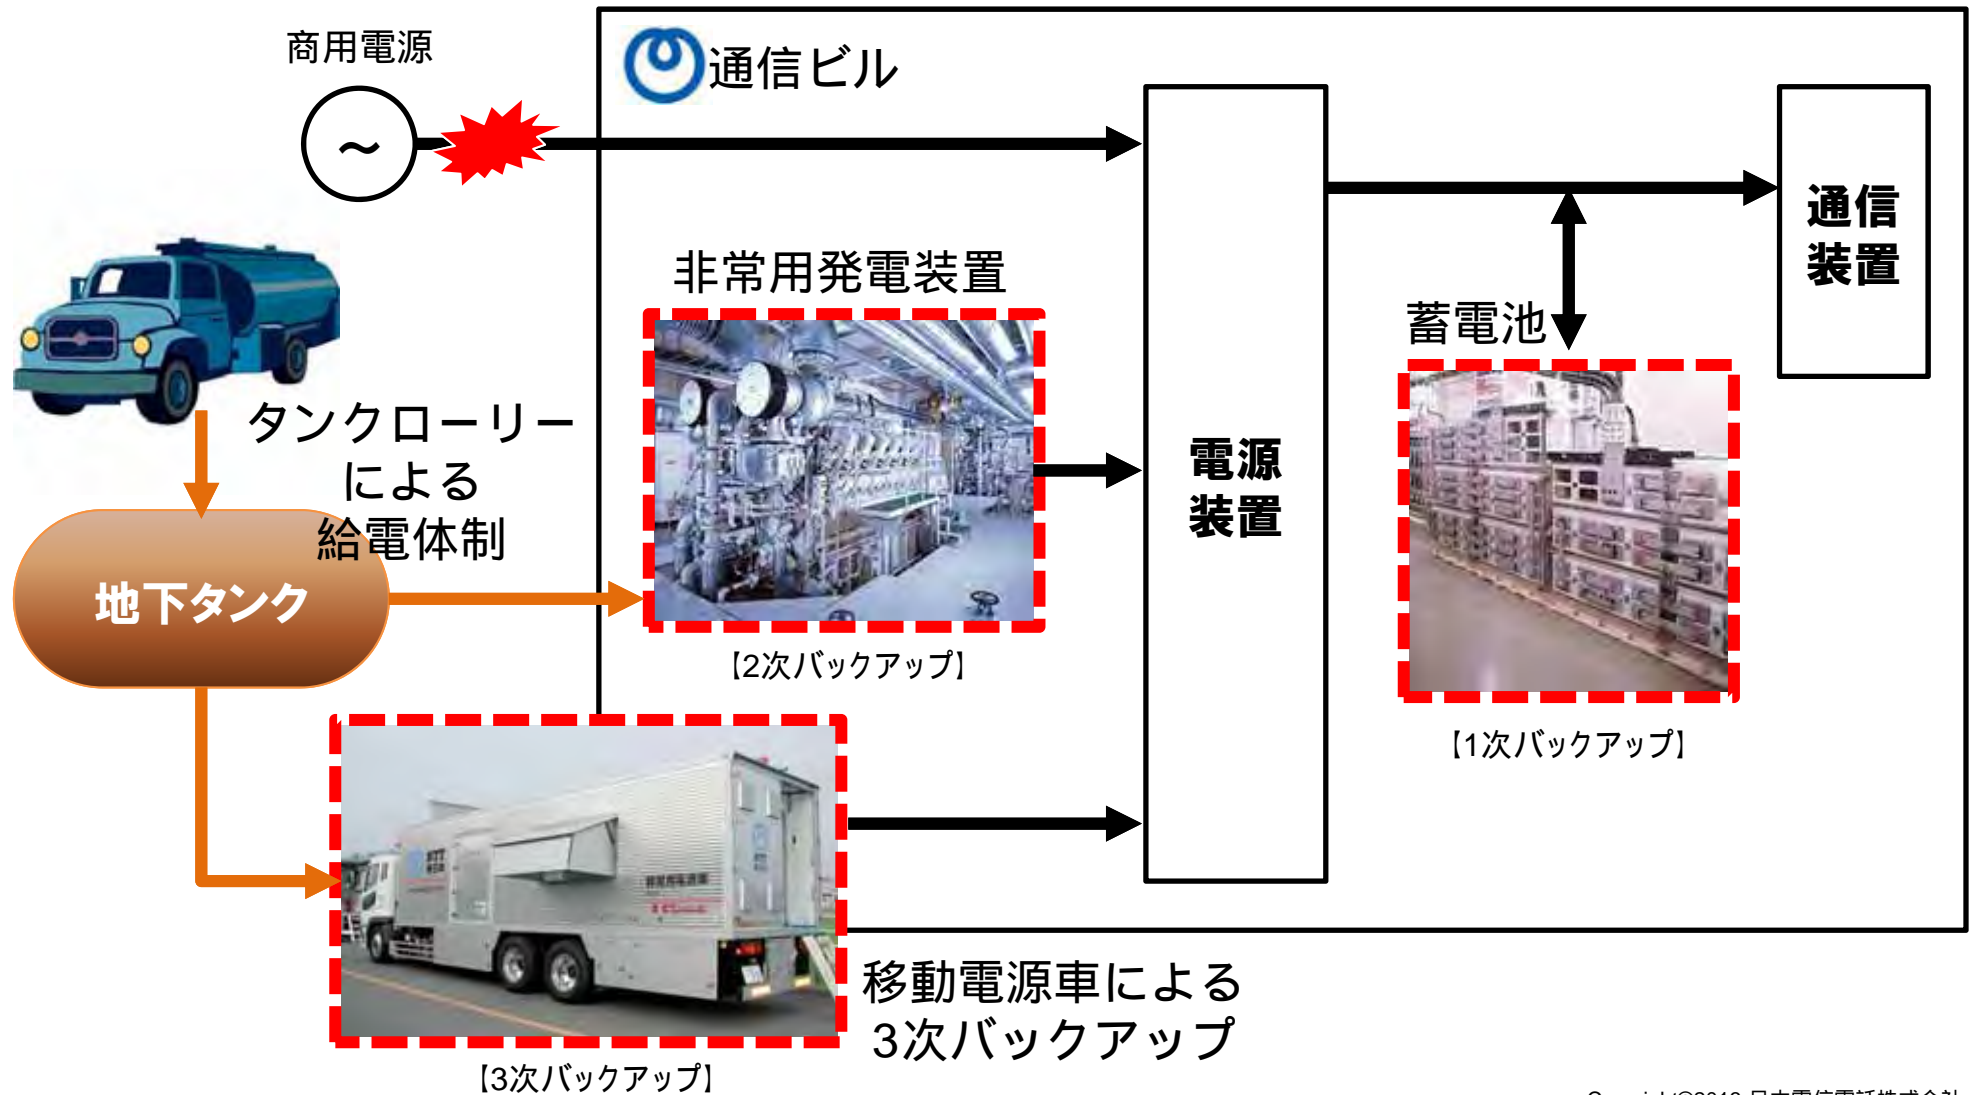 商用電源
通信ビル
～
通信
装置
非常用発電装置
蓄電池
タンクローリー
による
給電体制
電源
装置
地下タンク
【2次バックアップ】
【1次バックアップ】
移動電源車による
3次バックアップ
【3次バックアップ】